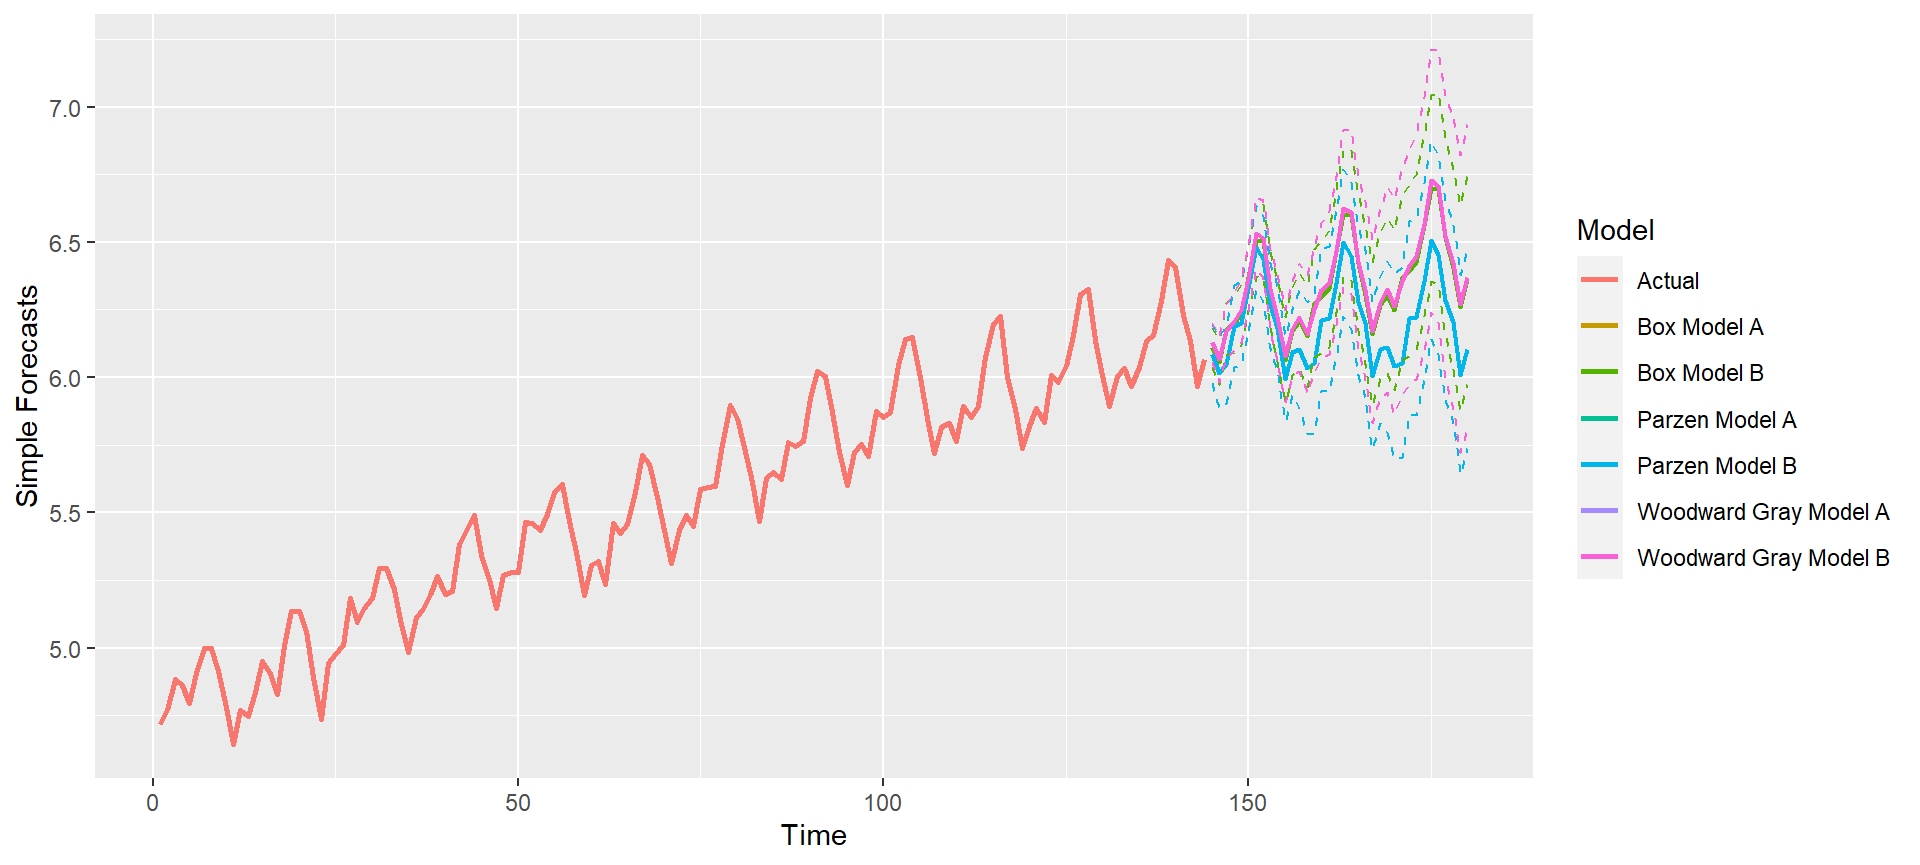 Simple Forecasts
7.0
6.5
6.0
5.5
5.0
0
50
100
150
Time
Model
Actual
Box Model A
Box Model B
Parzen Model A
Parzen Model B
Woodward Gray Model A
Woodward Gray Model B